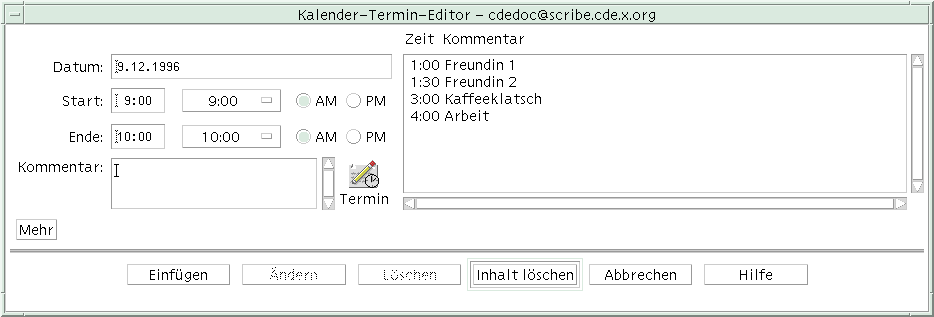 Kalender-Termin-Editor - cdedoc@scribe.cde.x.org
Zeit Kommentar
Datum: 9.12.1996
Start: 9:00 9:00 AM PM
Ende: 10:00 10:00 AM PM
Kommentar:
Termin
1:00 Freundin 1
1:30 Freundin 2
3:00 Kaffeeklatsch
4:00 Arbeit
Mehr
Einfügen Ändern Löschen Inhalt löschen Abbrechen Hilfe